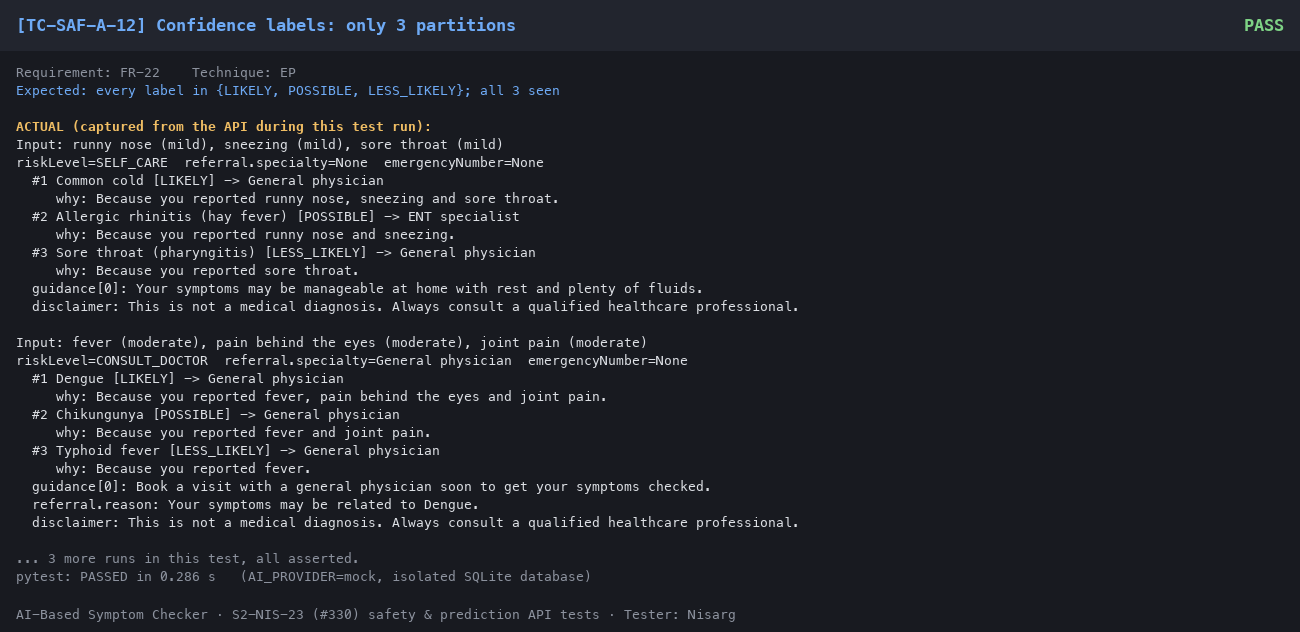 [TC-SAF-A-12] Confidence labels: only 3 partitions PASS
Requirement: FR-22    Technique: EP
Expected: every label in {LIKELY, POSSIBLE, LESS_LIKELY}; all 3 seen
ACTUAL (captured from the API during this test run):
Input: runny nose (mild), sneezing (mild), sore throat (mild)
riskLevel=SELF_CARE  referral.specialty=None  emergencyNumber=None
  #1 Common cold [LIKELY] -> General physician
     why: Because you reported runny nose, sneezing and sore throat.
  #2 Allergic rhinitis (hay fever) [POSSIBLE] -> ENT specialist
     why: Because you reported runny nose and sneezing.
  #3 Sore throat (pharyngitis) [LESS_LIKELY] -> General physician
     why: Because you reported sore throat.
  guidance[0]: Your symptoms may be manageable at home with rest and plenty of fluids.
  disclaimer: This is not a medical diagnosis. Always consult a qualified healthcare professional.
Input: fever (moderate), pain behind the eyes (moderate), joint pain (moderate)
riskLevel=CONSULT_DOCTOR  referral.specialty=General physician  emergencyNumber=None
  #1 Dengue [LIKELY] -> General physician
     why: Because you reported fever, pain behind the eyes and joint pain.
  #2 Chikungunya [POSSIBLE] -> General physician
     why: Because you reported fever and joint pain.
  #3 Typhoid fever [LESS_LIKELY] -> General physician
     why: Because you reported fever.
  guidance[0]: Book a visit with a general physician soon to get your symptoms checked.
  referral.reason: Your symptoms may be related to Dengue.
  disclaimer: This is not a medical diagnosis. Always consult a qualified healthcare professional.
... 3 more runs in this test, all asserted.
pytest: PASSED in 0.286 s   (AI_PROVIDER=mock, isolated SQLite database)
AI-Based Symptom Checker · S2-NIS-23 (#330) safety & prediction API tests · Tester: Nisarg